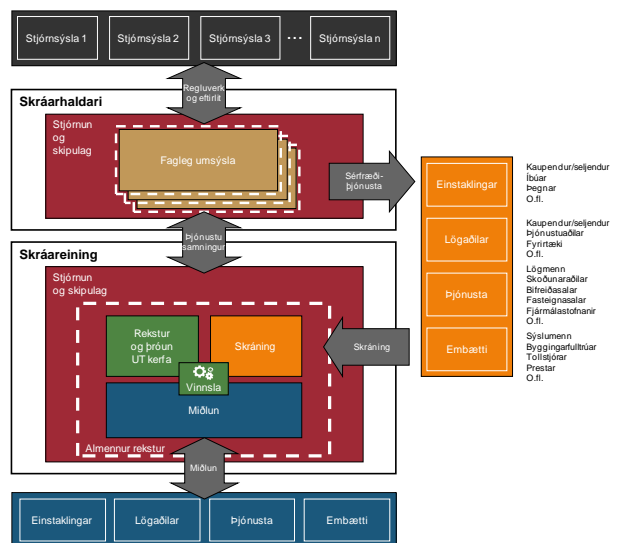 Stjórnsýsla 1
Stjórnsýsla 2
Stjórnsýsla 3
...
Stjórnsýsla n
Regluverk
og eftirlit
Skráarhaldari
Stjórnun
og
skipulag
Fagleg umsýsla
Sérfræði-
þjónusta
Þjónustu
samningur
Skráareining
Stjórnun
og skipulag
Rekstur
og þróun
UT kerfa
Skráning
Vinnsla
Miðlun
Almennur rekstur
Skráning
Miðlun
Einstaklingar
Kaupendur/seljendur
Íbúar
Þegnar
O.fl.
Lögaðilar
Kaupendur/seljendur
Þjónustuaðilar
Fyrirtæki
O.fl.
Þjónusta
Lögmenn
Skoðunaraðilar
Bifreiðasalar
Fasteignasalar
Fjármálastofnanir
O.fl.
Embætti
Sýslumenn
Byggingarfulltrúar
Tollstjórar
Prestar
O.fl.
Einstaklingar
Lögaðilar
Þjónusta
Embætti